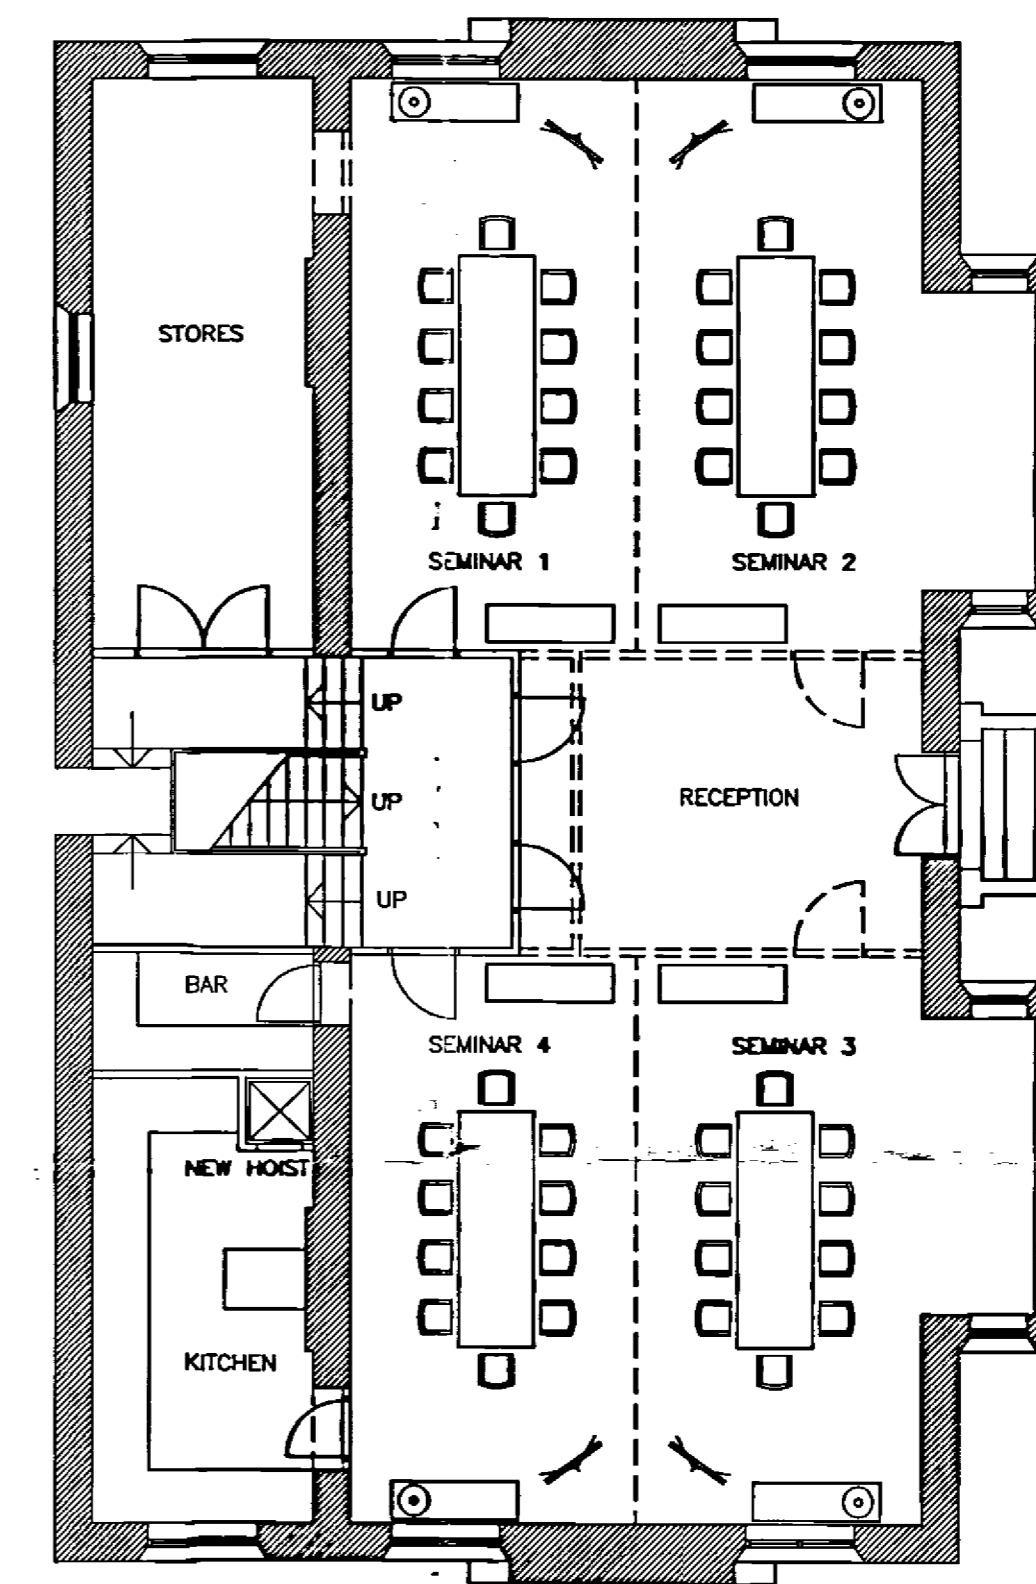 STORES
SEMINAR 1
SEMINAR 2
UP
UP
RECEPTION
UP
BAR
SEMINAR 4
SEMINAR 3
NEW HOIST
KITCHEN